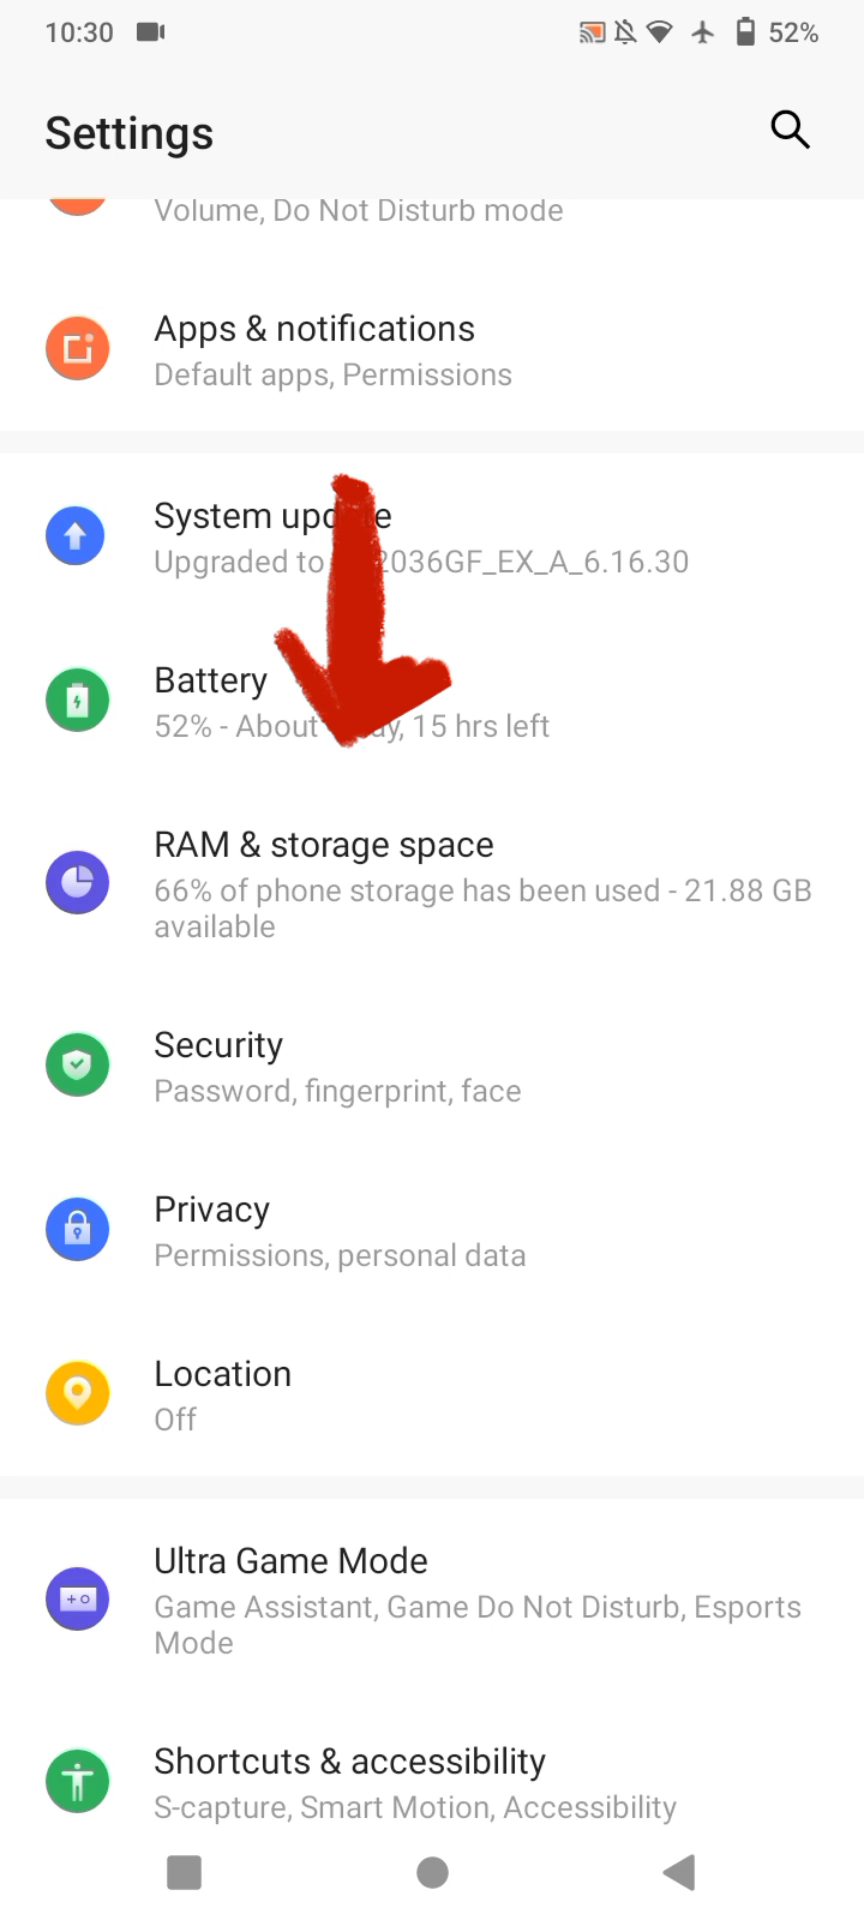 10:30
52%
Settings
Volume, Do Not Disturb mode
Apps & notifications
Default apps, Permissions
System
Upgraded to 2036GF_EX_A_6.16.30
Battery
52% - About 15 hrs left
RAM & storage space
66% of phone storage has been used - 21.88 GB
available
Security
Password, fingerprint, face
Privacy
Permissions, personal data
Location
Off
Ultra Game Mode
Game Assistant, Game Do Not Disturb, Esports
Mode
Shortcuts & accessibility
S-capture, Smart Motion, Accessibility